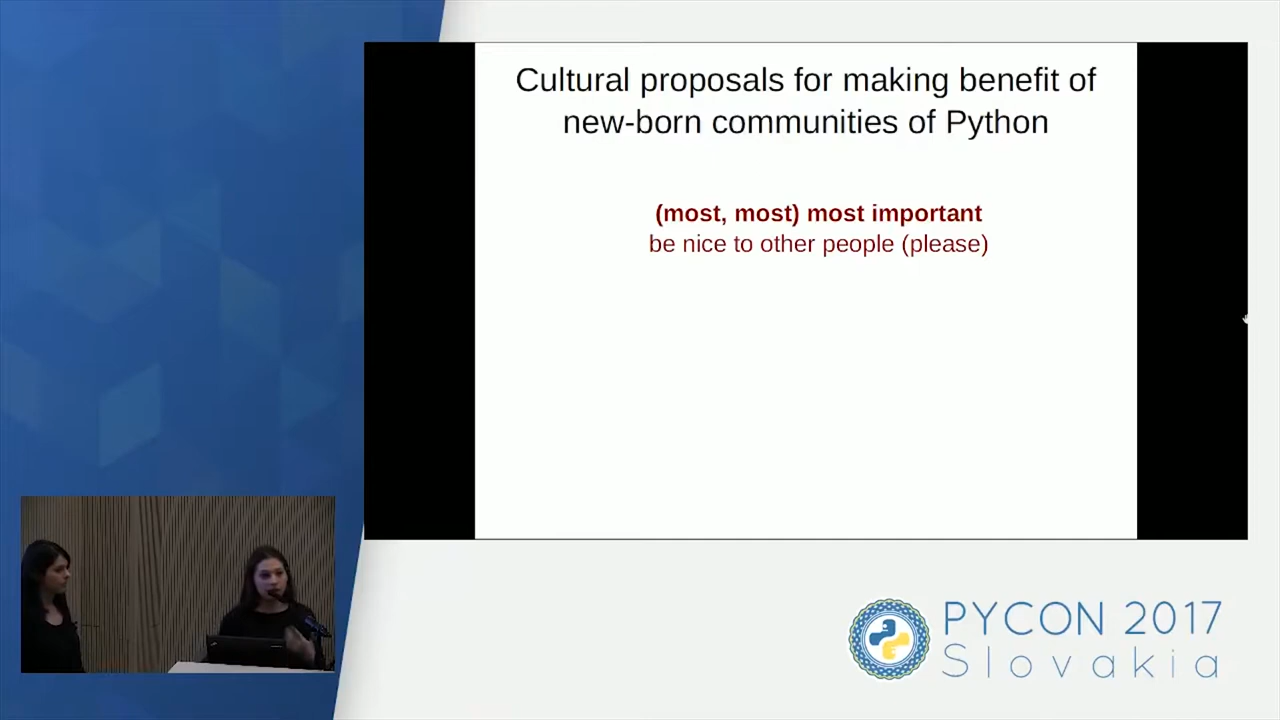 Cultural proposals for making benefit of
new-born communities of Python
(most, most) most important
be nice to other people (please)
PYCON 2017
Slovakia